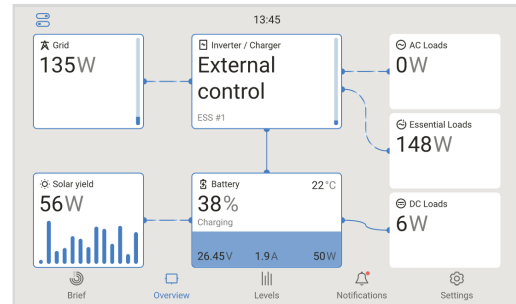 13:45
Grid
135W
Inverter / Charger
External
control
ESS #1
AC Loads
0W
Essential Loads
148W
Solar yield
56W
Battery
22°C
38%
Charging
26.45V 1.9A 50W
DC Loads
6W
Brief Overview Levels Notifications Settings